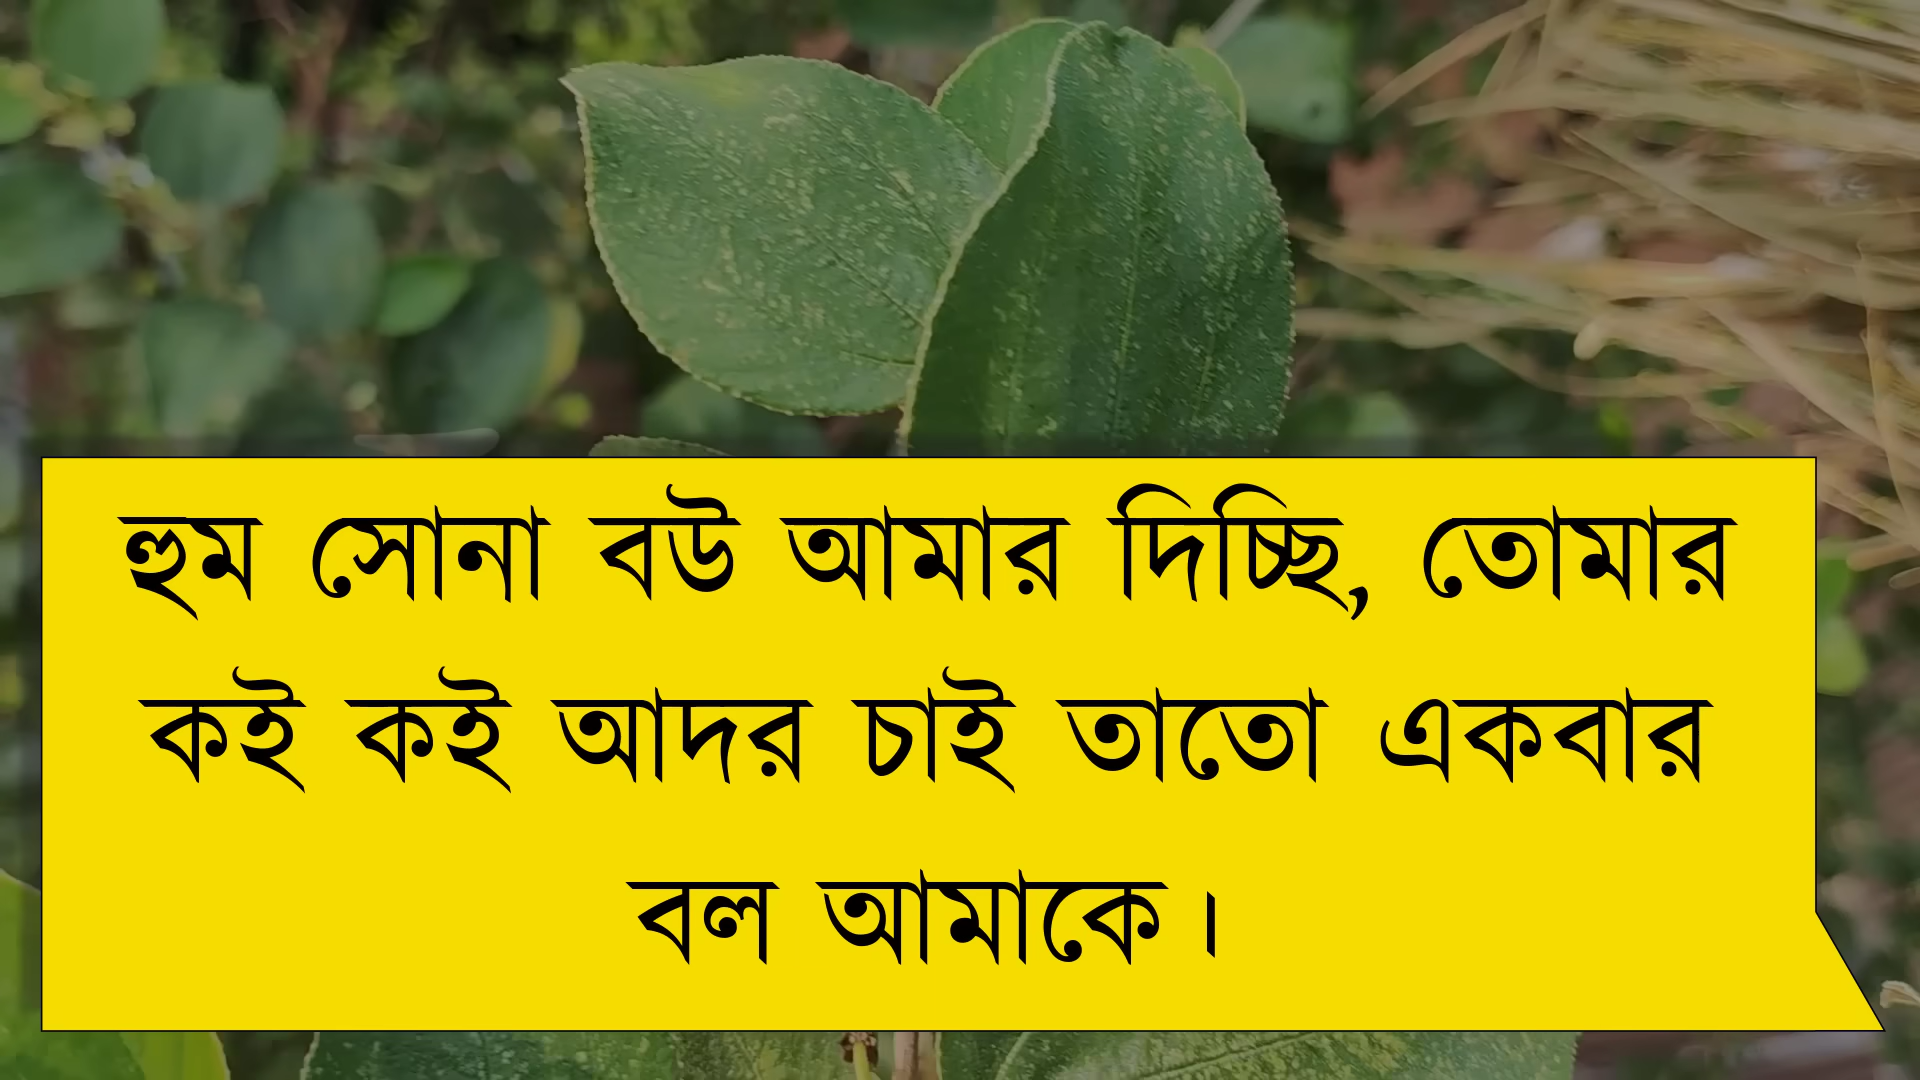 হুম সোনা বউ আমার দিচ্ছি, তোমার
কই কই আদর চাই তাতো একবার
বল আমাকে।